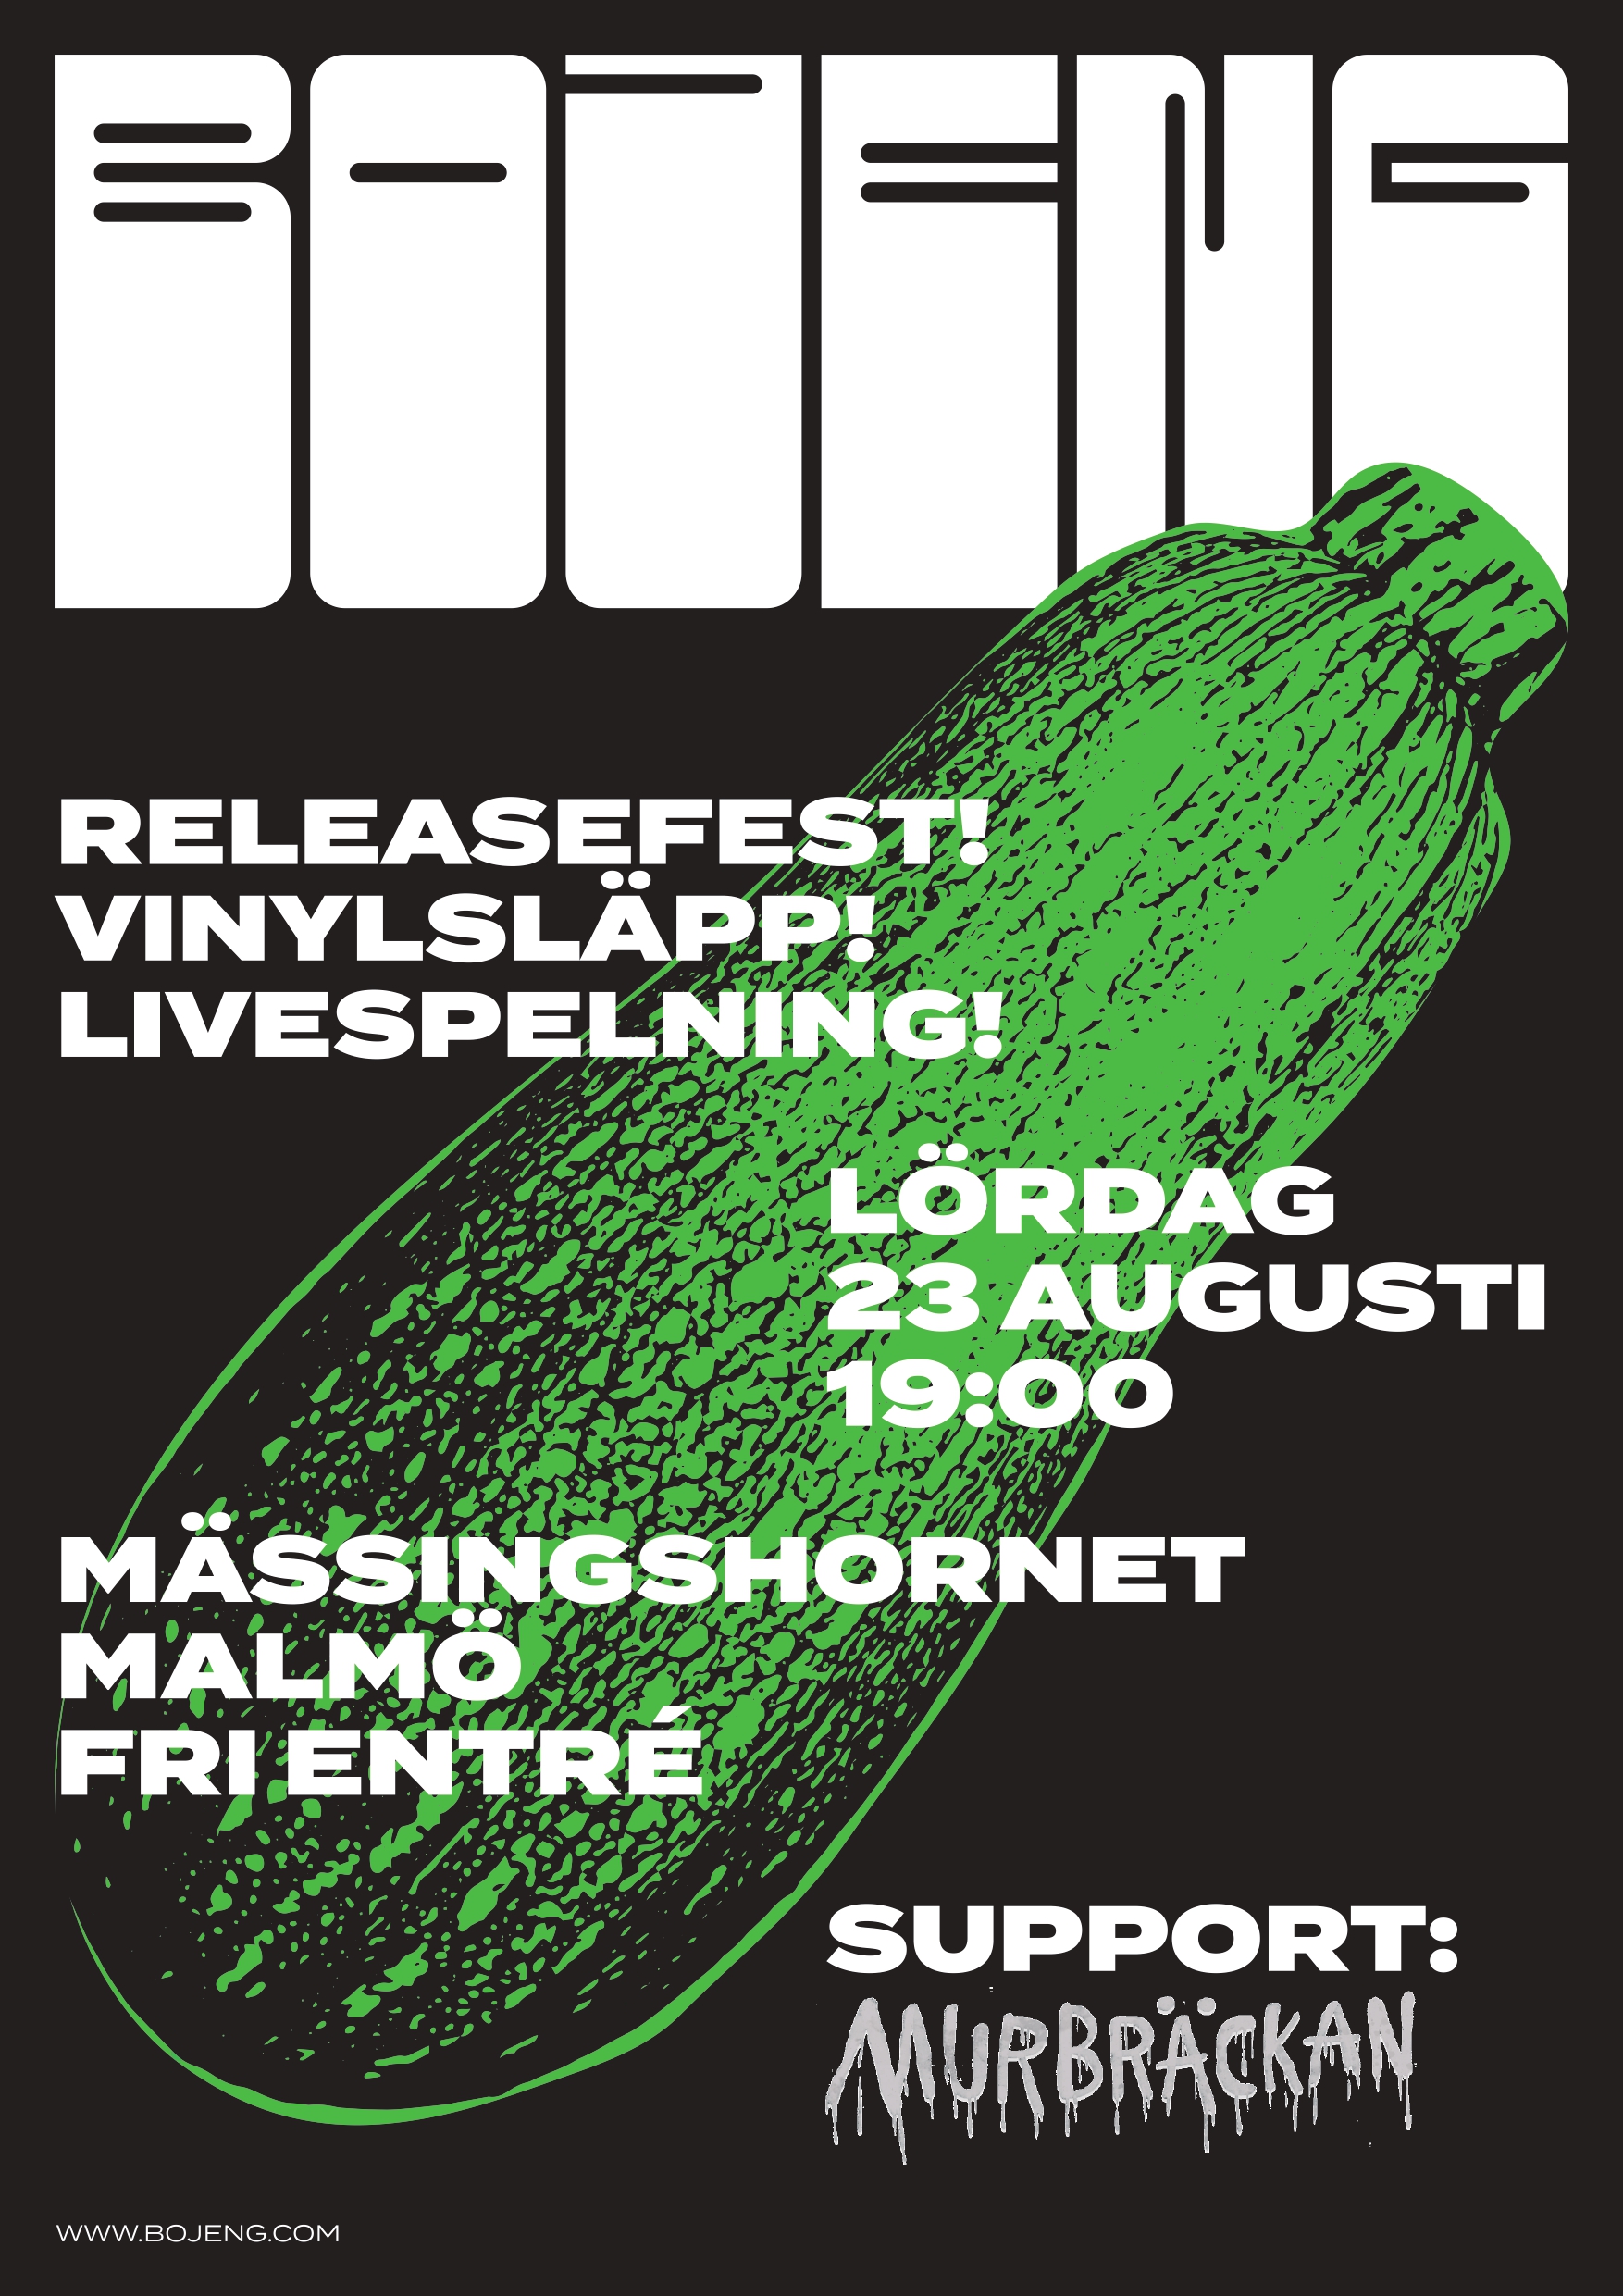 BOJENG
RELEASEFEST!
VINYLSLÄPP!
LIVESPELNING!
LÖRDAG
23 AUGUSTI
19:00
MÄSSINGSHORNET
MALMÖ
FRI ENTRÉ
SUPPORT:
MURBRÄCKAN
WWW.BOJENG.COM